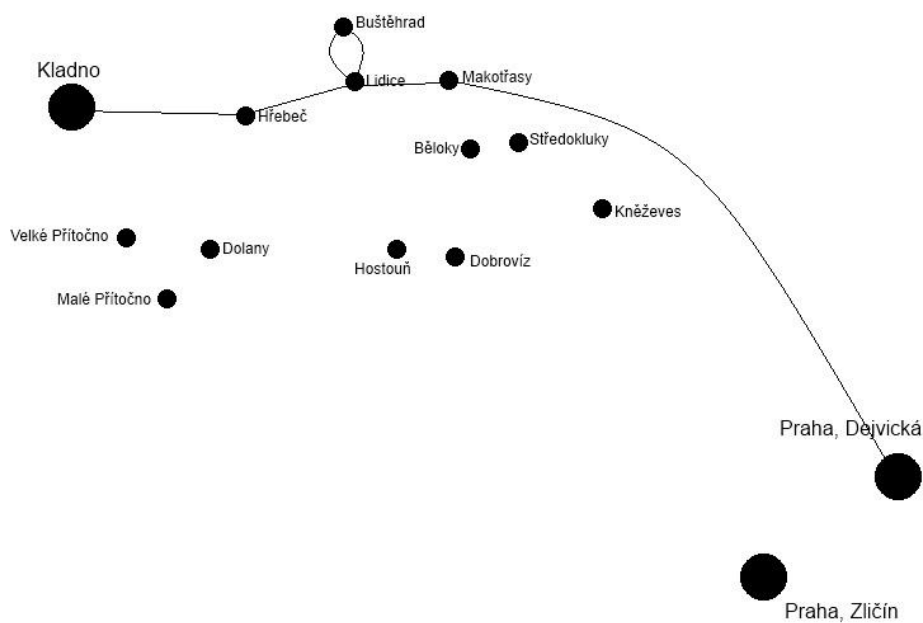 Buštěhrad
Kladno
Lidice
Makotřasy
Hřebeč
Středokluky
Běloky
Kněževes
Velké Přítočno
Dolany
Hostouň
Dobrovíz
Malé Přítočno
Praha, Dejvická
Praha, Zličín